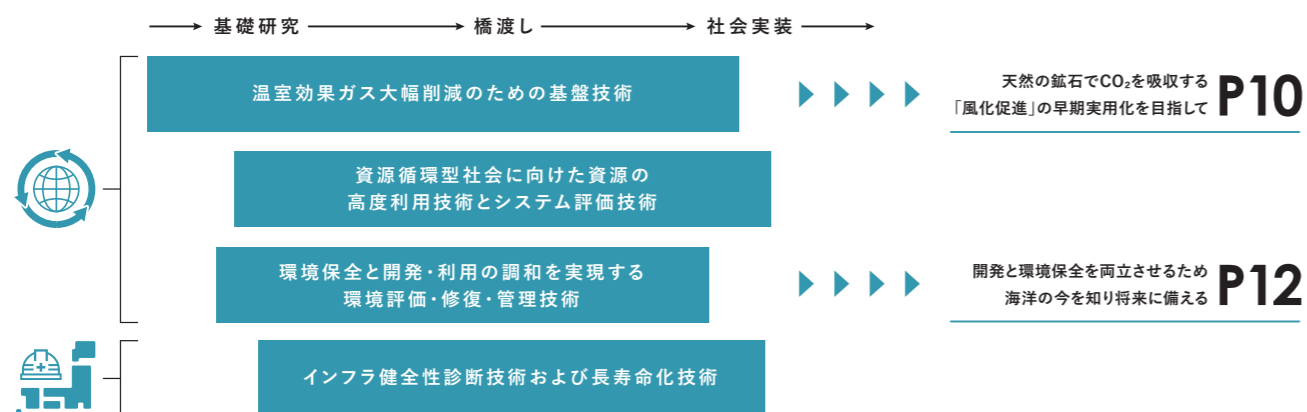 基礎研究 橋渡し 社会実装
温室効果ガス大幅削減のための基盤技術
天然の鉱石でCO₂を吸収する
「風化促進」の早期実用化を目指して
P10
資源循環型社会に向けた資源の
高度利用技術とシステム評価技術
環境保全と開発・利用の調和を実現する
環境評価・修復・管理技術
開発と環境保全を両立させるため
海洋の今を知り将来に備える
P12
インフラ健全性診断技術および長寿命化技術